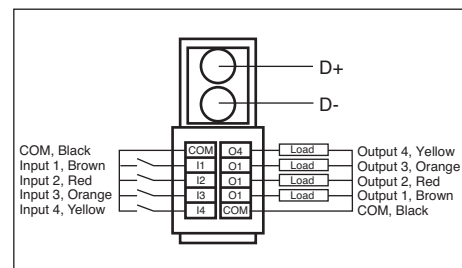 D+
D-
COM, Black
Input 1, Brown
Input 2, Red
Input 3, Orange
Input 4, Yellow
COM O4
I1 O1
I2 O1
I3 O1
I4 COM
Load
Load
Load
Load
Output 4, Yellow
Output 3, Orange
Output 2, Red
Output 1, Brown
COM, Black